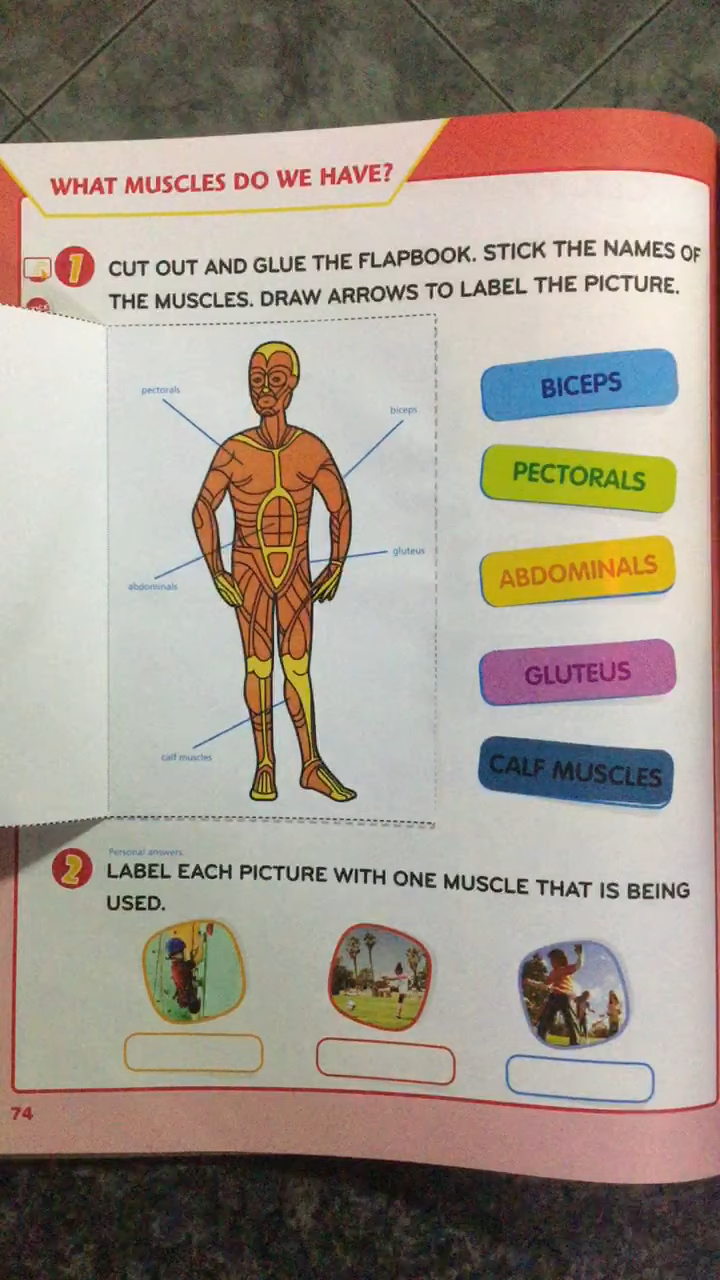 WHAT MUSCLES DO WE HAVE?
1 CUT OUT AND GLUE THE FLAPBOOK. STICK THE NAMES OF
THE MUSCLES. DRAW ARROWS TO LABEL THE PICTURE.
pectorals
biceps
gluteus
abdominals
calf muscles
BICEPS
PECTORALS
ABDOMINALS
GLUTEUS
CALF MUSCLES
Personal answers.
2 LABEL EACH PICTURE WITH ONE MUSCLE THAT IS BEING
USED.
74